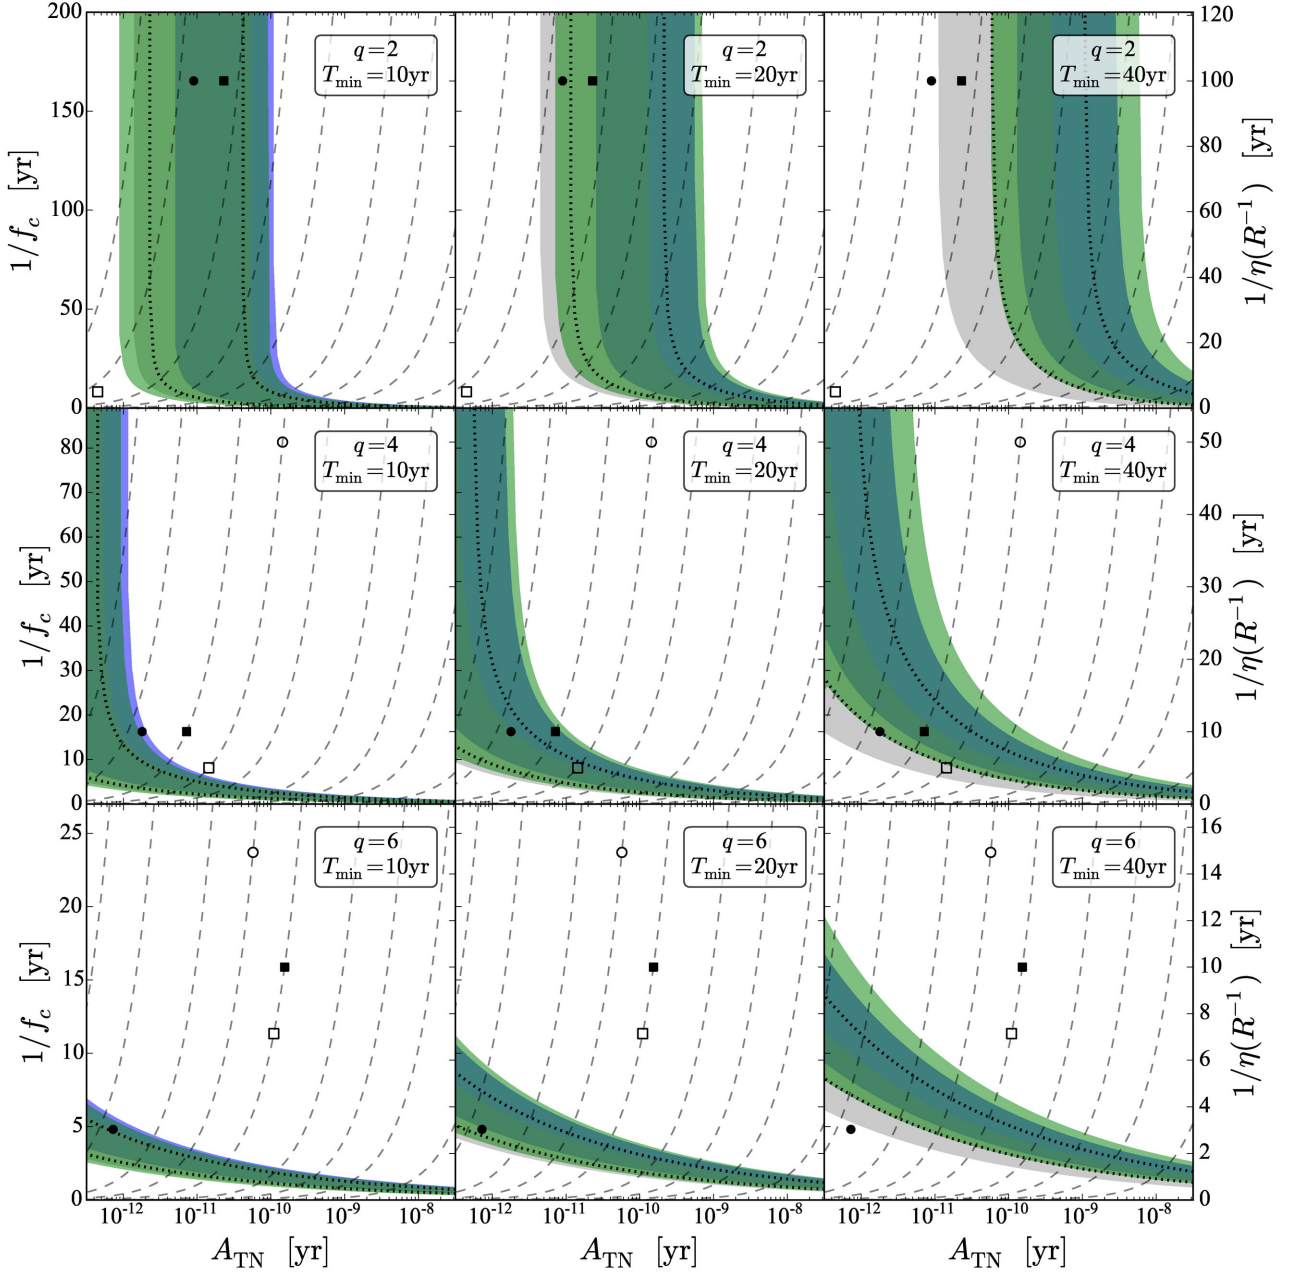 200
150
100
50
0
1/f_c [yr]
q=2
T_min=10yr
q=2
T_min=20yr
q=2
T_min=40yr
120
100
80
60
40
20
0
1/η(R⁻¹) [yr]
80
70
60
50
40
30
20
10
0
1/f_c [yr]
q=4
T_min=10yr
q=4
T_min=20yr
q=4
T_min=40yr
50
40
30
20
10
0
1/η(R⁻¹) [yr]
25
20
15
10
5
0
1/f_c [yr]
q=6
T_min=10yr
q=6
T_min=20yr
q=6
T_min=40yr
16
14
12
10
8
6
4
2
0
1/η(R⁻¹) [yr]
10⁻¹² 10⁻¹¹ 10⁻¹⁰ 10⁻⁹ 10⁻⁸ 10⁻¹² 10⁻¹¹ 10⁻¹⁰ 10⁻⁹ 10⁻⁸ 10⁻¹² 10⁻¹¹ 10⁻¹⁰ 10⁻⁹ 10⁻⁸
A_TN [yr] A_TN [yr] A_TN [yr]